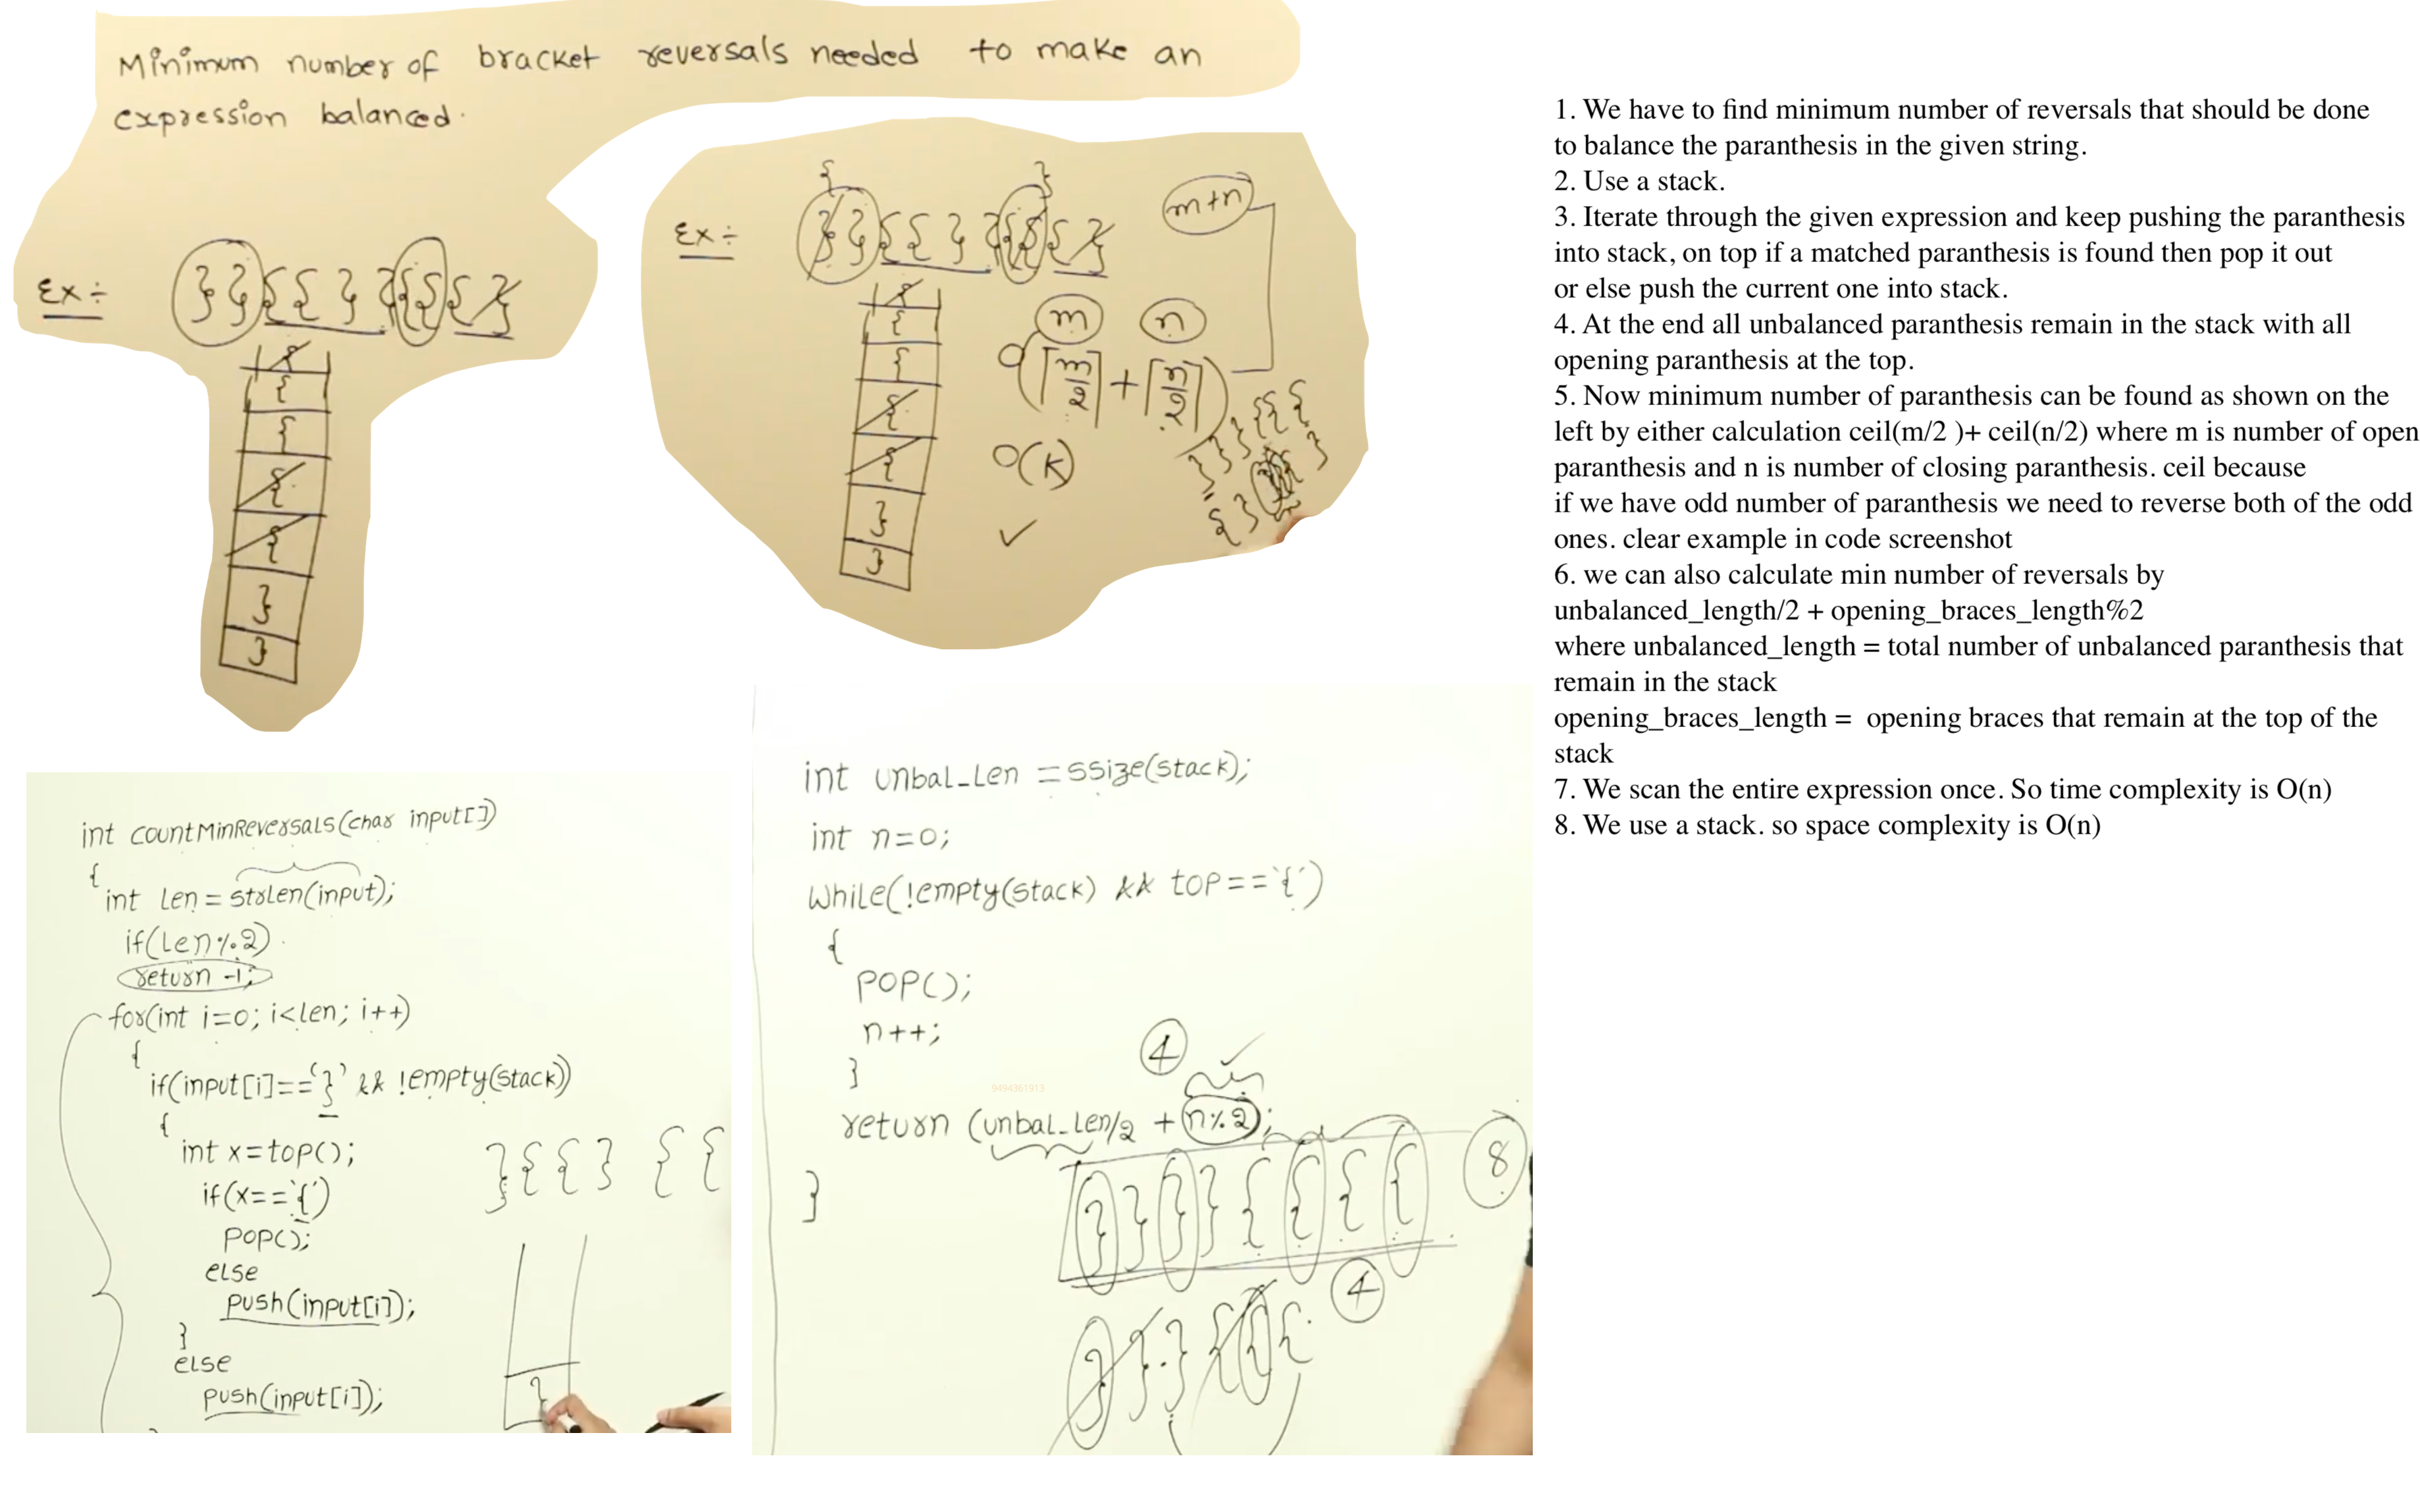 Minimum number of bracket reversals needed to make an
expression balanced.
Ex÷
}}{{}}{{{}
{
{
{
{
{
}
}
Ex÷
{ }
}}{{}}{{{}
m+n
m n
O(⌈m/2⌉+⌈n/2⌉)
O(K)
{
{
{
{
{
}
}
}}}{{{
1. We have to find minimum number of reversals that should be done
to balance the paranthesis in the given string.
2. Use a stack.
3. Iterate through the given expression and keep pushing the paranthesis
into stack, on top if a matched paranthesis is found then pop it out
or else push the current one into stack.
4. At the end all unbalanced paranthesis remain in the stack with all
opening paranthesis at the top.
5. Now minimum number of paranthesis can be found as shown on the
left by either calculation ceil(m/2 )+ ceil(n/2) where m is number of open
paranthesis and n is number of closing paranthesis. ceil because
if we have odd number of paranthesis we need to reverse both of the odd
ones. clear example in code screenshot
6. we can also calculate min number of reversals by
unbalanced_length/2 + opening_braces_length%2
where unbalanced_length = total number of unbalanced paranthesis that
remain in the stack
opening_braces_length =  opening braces that remain at the top of the
stack
7. We scan the entire expression once. So time complexity is O(n)
8. We use a stack. so space complexity is O(n)
int countMinReversals(char input[])
{
int len = strlen(input);
if(len%2)
return -1;
for(int i=0; i<len; i++)
{
if(input[i]=='}' && !empty(stack))
{
int x=top();
if(x=='{')
POP();
else
push(input[i]);
}
else
push(input[i]);
}{{} {{
}
int unbal_len =ssize(stack);
int n=0;
while(!empty(stack) && top=='{')
{
POP();
n++;
}
return (unbal_len/2 + n%2);
}
4
}}}}{{{{
8
4
}}}{{{
9494361913